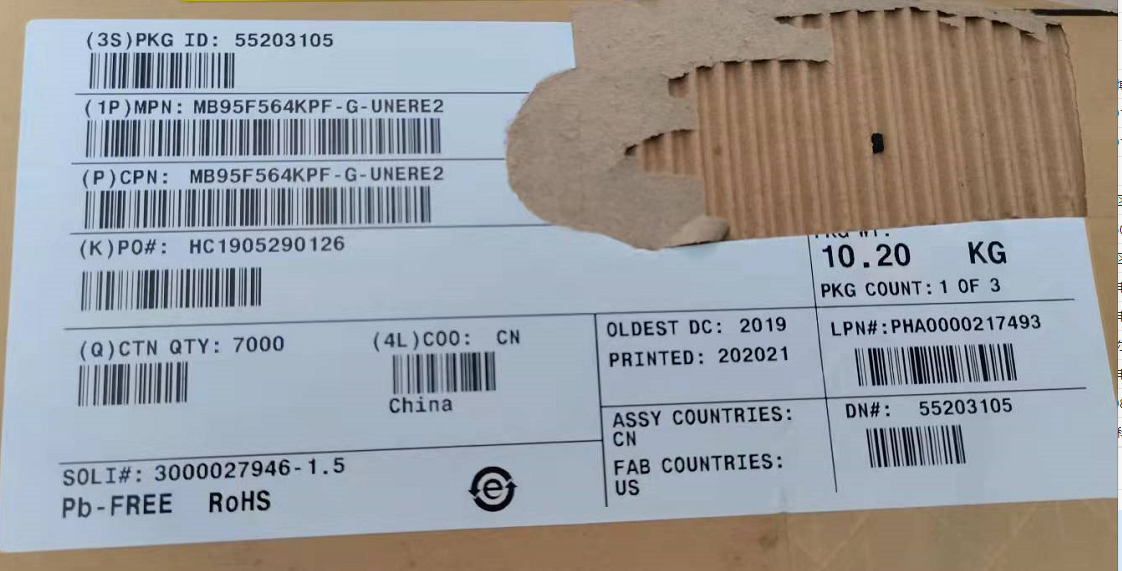 (3S)PKG ID: 55203105
(1P)MPN: MB95F564KPF-G-UNERE2
(P)CPN: MB95F564KPF-G-UNERE2
(K)PO#: HC1905290126
10.20 KG
PKG COUNT: 1 OF 3
(Q)CTN QTY: 7000
(4L)COO: CN
China
OLDEST DC: 2019
PRINTED: 202021
LPN#:PHA0000217493
ASSY COUNTRIES:
CN
FAB COUNTRIES:
US
DN#: 55203105
SOLI#: 3000027946-1.5
Pb-FREE RoHS
e